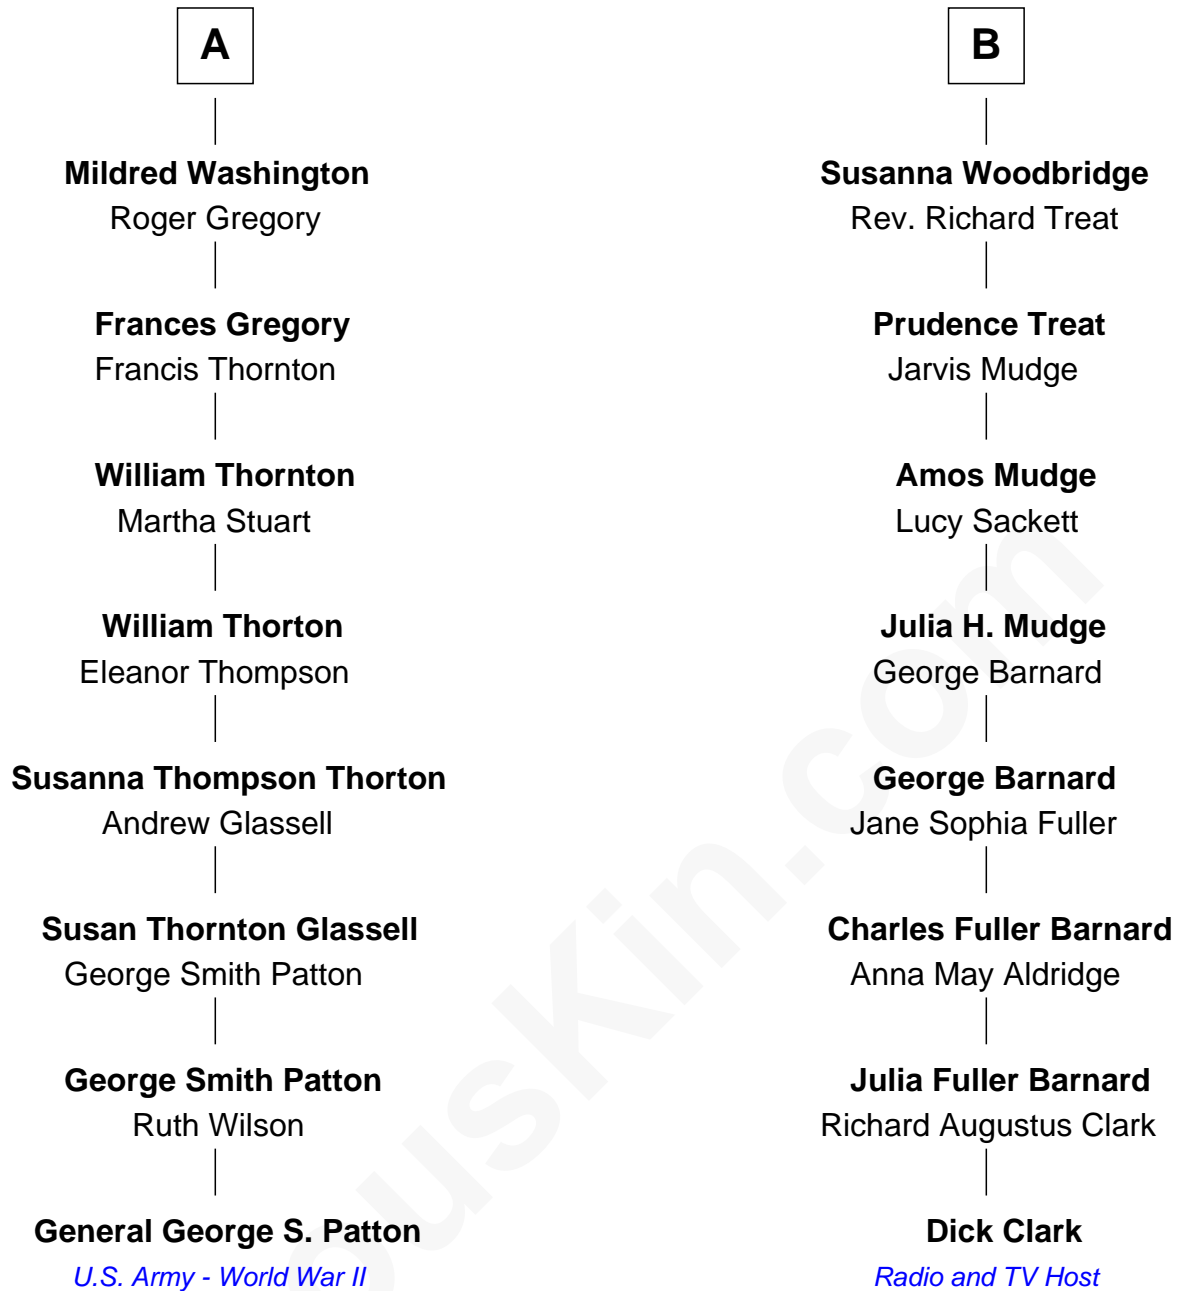 A
Mildred Washington
Roger Gregory
Frances Gregory
Francis Thornton
William Thornton
Martha Stuart
William Thorton
Eleanor Thompson
Susanna Thompson Thorton
Andrew Glassell
Susan Thornton Glassell
George Smith Patton
George Smith Patton
Ruth Wilson
General George S. Patton
U.S. Army - World War II
B
Susanna Woodbridge
Rev. Richard Treat
Prudence Treat
Jarvis Mudge
Amos Mudge
Lucy Sackett
Julia H. Mudge
George Barnard
George Barnard
Jane Sophia Fuller
Charles Fuller Barnard
Anna May Aldridge
Julia Fuller Barnard
Richard Augustus Clark
Dick Clark
Radio and TV Host
ousKin.com